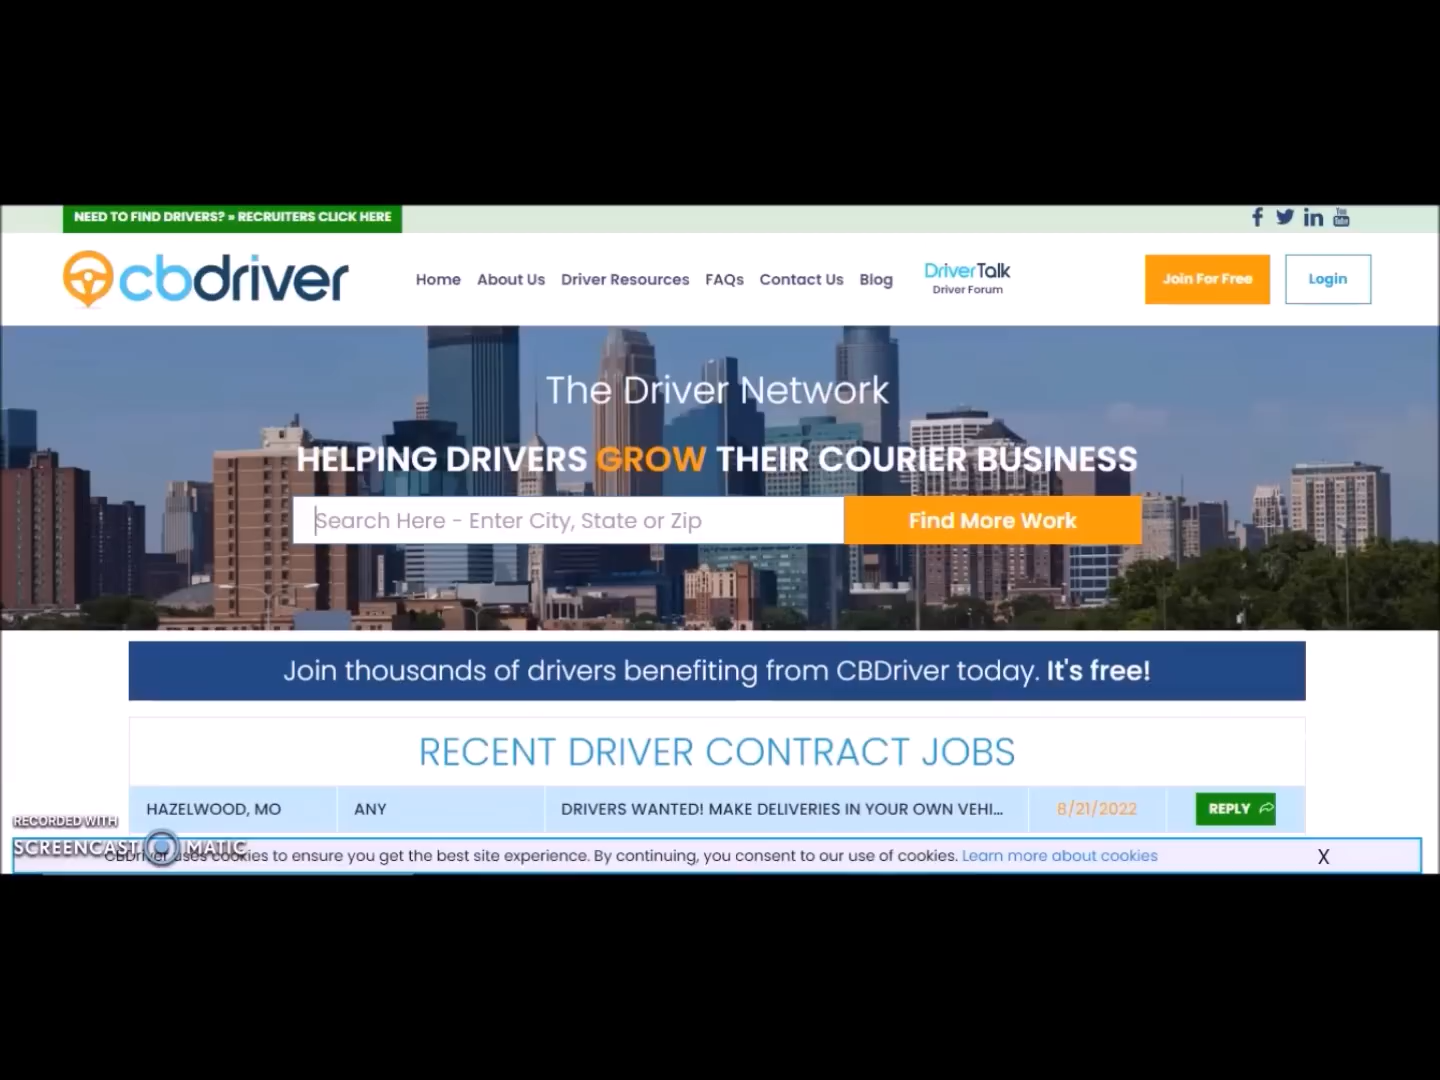 NEED TO FIND DRIVERS? » RECRUITERS CLICK HERE
cbdriver
Home About Us Driver Resources FAQs Contact Us Blog
DriverTalk
Driver Forum
Join For Free
Login
The Driver Network
HELPING DRIVERS GROW THEIR COURIER BUSINESS
Search Here - Enter City, State or Zip
Find More Work
Join thousands of drivers benefiting from CBDriver today. It's free!
RECENT DRIVER CONTRACT JOBS
HAZELWOOD, MO ANY DRIVERS WANTED! MAKE DELIVERIES IN YOUR OWN VEHI... 8/21/2022 REPLY
RECORDED WITH
SCREENCAST MATIC
CBDriver uses cookies to ensure you get the best site experience. By continuing, you consent to our use of cookies. Learn more about cookies X